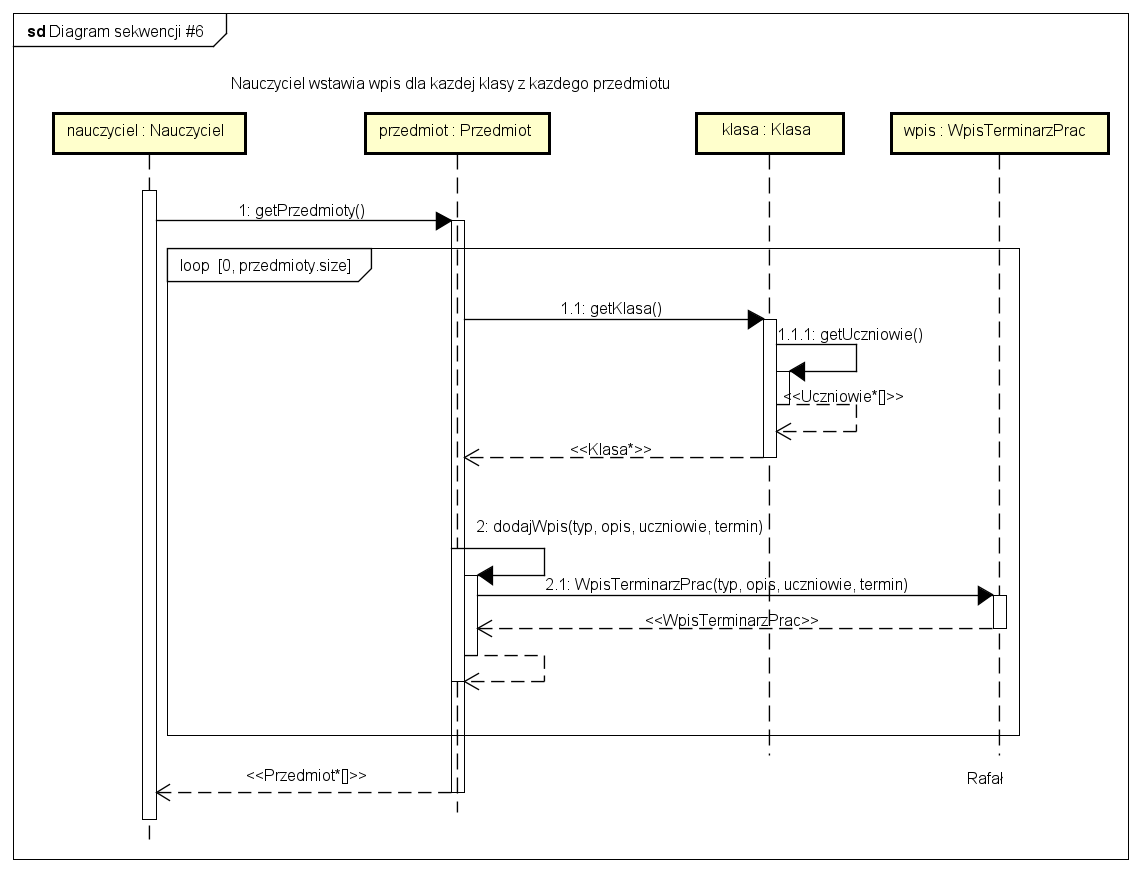 sd Diagram sekwencji #6
Nauczyciel wstawia wpis dla kazdej klasy z kazdego przedmiotu
nauczyciel : Nauczyciel
przedmiot : Przedmiot
klasa : Klasa
wpis : WpisTerminarzPrac
1: getPrzedmioty()
loop [0, przedmioty.size]
1.1: getKlasa()
1.1.1: getUczniowie()
<<Uczniowie*[]>>
<<Klasa*>>
2: dodajWpis(typ, opis, uczniowie, termin)
2.1: WpisTerminarzPrac(typ, opis, uczniowie, termin)
<<WpisTerminarzPrac>>
<<Przedmiot*[]>>
Rafał